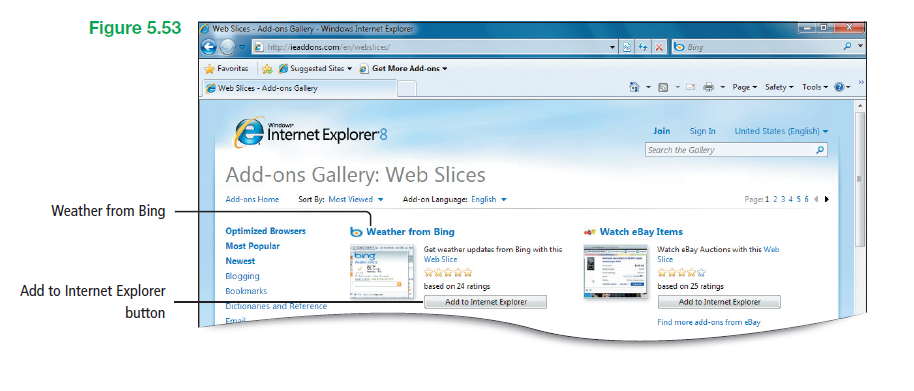 Figure 5.53
Web Slices - Add-ons Gallery - Windows Internet Explorer
http://ieaddons.com/en/webslices/
Bing
Favorites Suggested Sites Get More Add-ons
Web Slices - Add-ons Gallery
Page Safety Tools
Windows
Internet Explorer 8
Join Sign In United States (English)
Search the Gallery
Add-ons Gallery: Web Slices
Add-ons Home Sort By: Most Viewed Add-on Language: English Page: 1 2 3 4 5 6
Weather from Bing
Optimized Browsers
Most Popular
Newest
Blogging
Bookmarks
Dictionaries and Reference
Email
Weather from Bing
bing
Get weather updates from Bing with this
Web Slice
based on 24 ratings
Add to Internet Explorer
Watch eBay Items
Watch eBay Auctions with this Web
Slice
based on 25 ratings
Add to Internet Explorer
Find more add-ons from eBay
Add to Internet Explorer
button